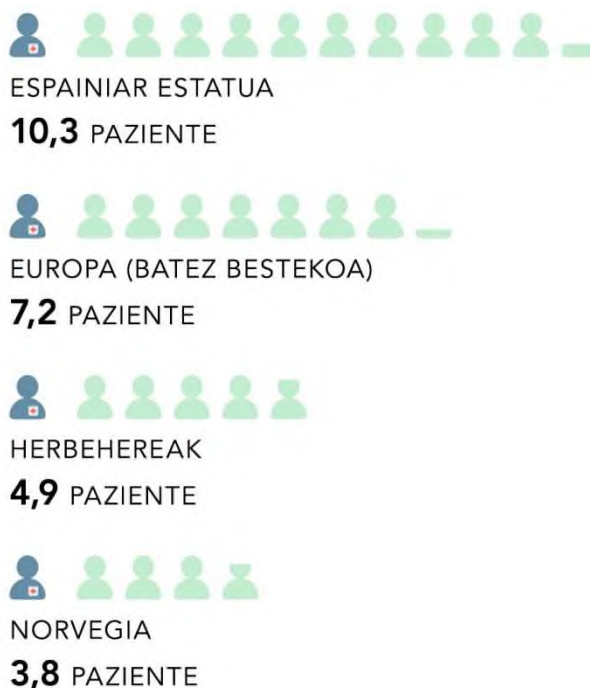 ESPAINIAR ESTATUA
10,3 PAZIENTE
EUROPA (BATEZ BESTEKOA)
7,2 PAZIENTE
HERBEHEREAK
4,9 PAZIENTE
NORVEGIA
3,8 PAZIENTE